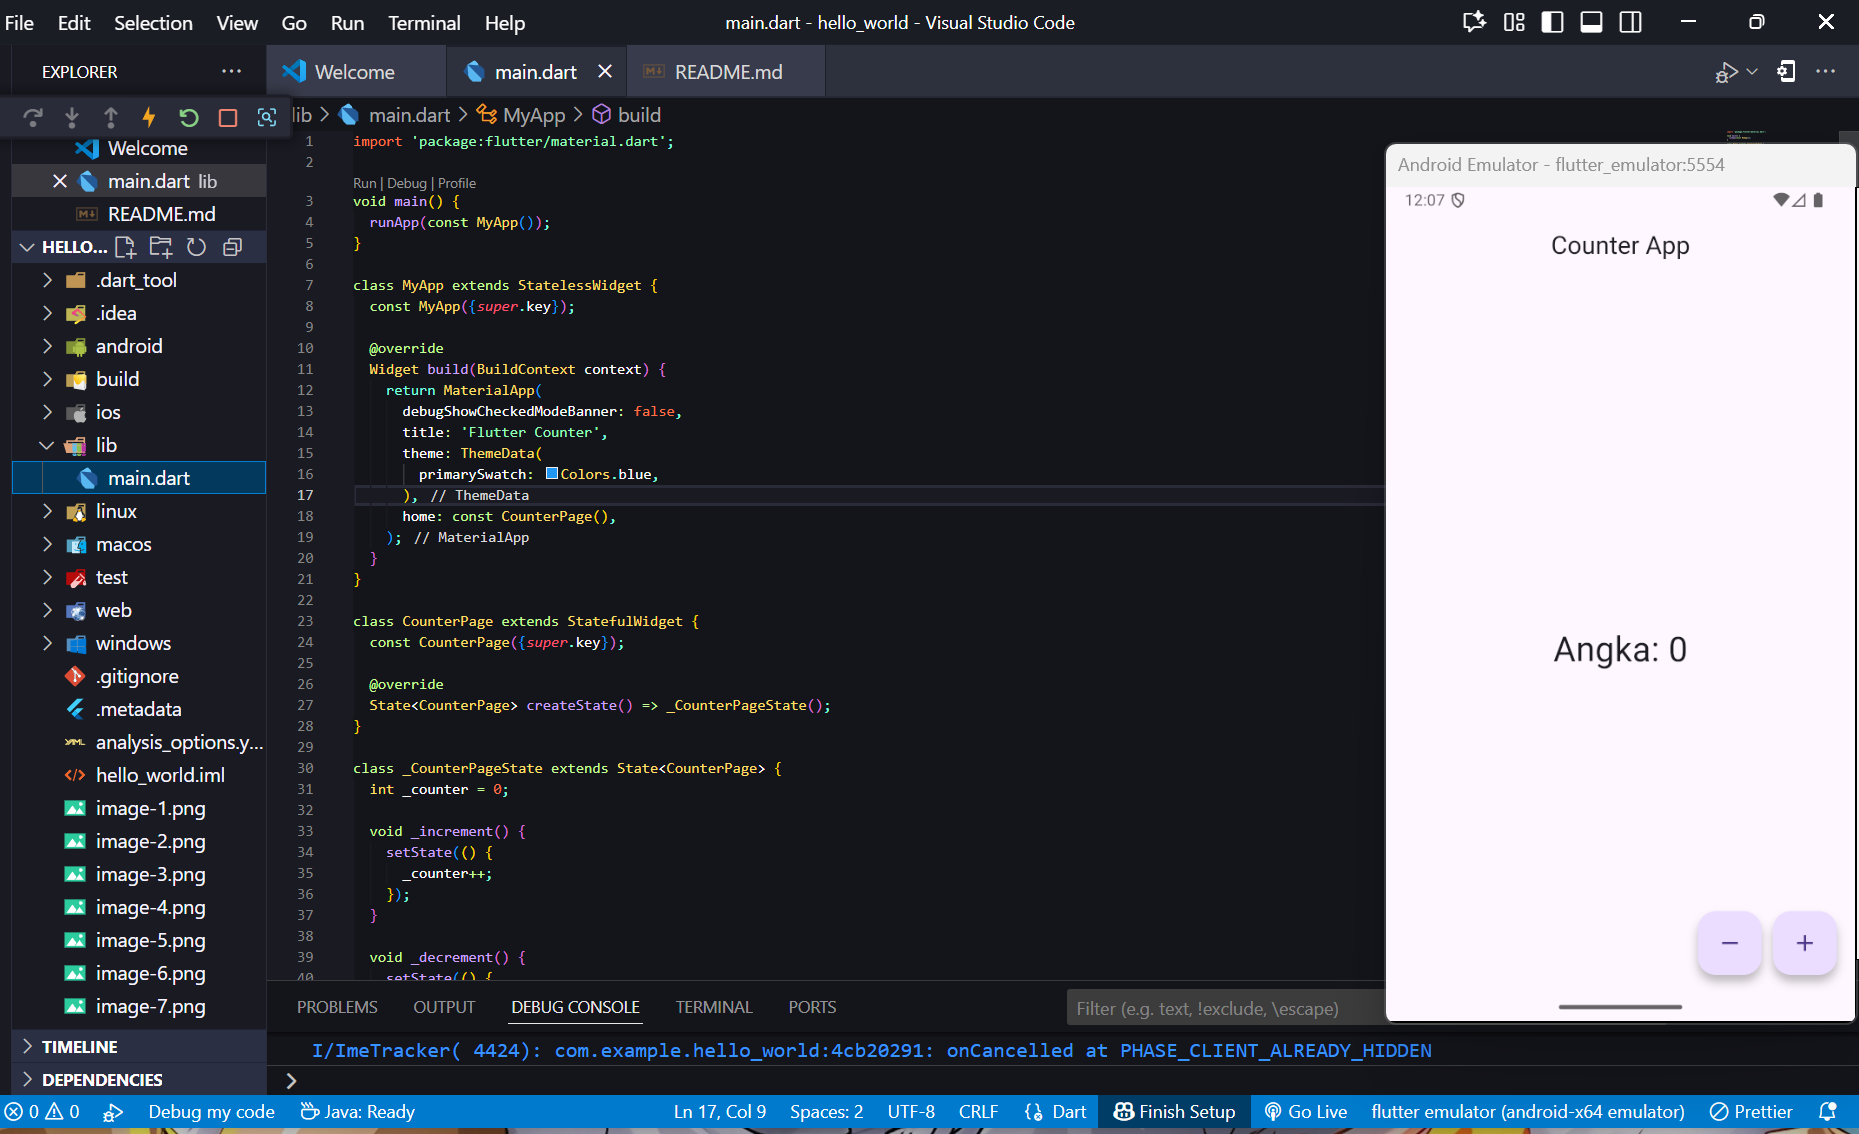 File Edit Selection View Go Run Terminal Help
main.dart - hello_world - Visual Studio Code
EXPLORER
Welcome
main.dart
README.md
lib > main.dart > MyApp > build
Welcome
main.dart lib
README.md
HELLO...
.dart_tool
.idea
android
build
ios
lib
main.dart
linux
macos
test
web
windows
.gitignore
.metadata
analysis_options.y...
hello_world.iml
image-1.png
image-2.png
image-3.png
image-4.png
image-5.png
image-6.png
image-7.png
TIMELINE
DEPENDENCIES
1 import 'package:flutter/material.dart';
2
Run | Debug | Profile
3 void main() {
4 runApp(const MyApp());
5 }
6
7 class MyApp extends StatelessWidget {
8 const MyApp({super.key});
9
10 @override
11 Widget build(BuildContext context) {
12 return MaterialApp(
13 debugShowCheckedModeBanner: false,
14 title: 'Flutter Counter',
15 theme: ThemeData(
16 primarySwatch: Colors.blue,
17 ), // ThemeData
18 home: const CounterPage(),
19 ); // MaterialApp
20 }
21 }
22
23 class CounterPage extends StatefulWidget {
24 const CounterPage({super.key});
25
26 @override
27 State<CounterPage> createState() => _CounterPageState();
28 }
29
30 class _CounterPageState extends State<CounterPage> {
31 int _counter = 0;
32
33 void _increment() {
34 setState(() {
35 _counter++;
36 });
37 }
38
39 void _decrement() {
40 setState(() {
Android Emulator - flutter_emulator:5554
12:07
Counter App
Angka: 0
− +
PROBLEMS OUTPUT DEBUG CONSOLE TERMINAL PORTS
Filter (e.g. text, !exclude, \escape)
I/ImeTracker( 4424): com.example.hello_world:4cb20291: onCancelled at PHASE_CLIENT_ALREADY_HIDDEN
>
0 0 Debug my code Java: Ready Ln 17, Col 9 Spaces: 2 UTF-8 CRLF Dart Finish Setup Go Live flutter emulator (android-x64 emulator) Prettier